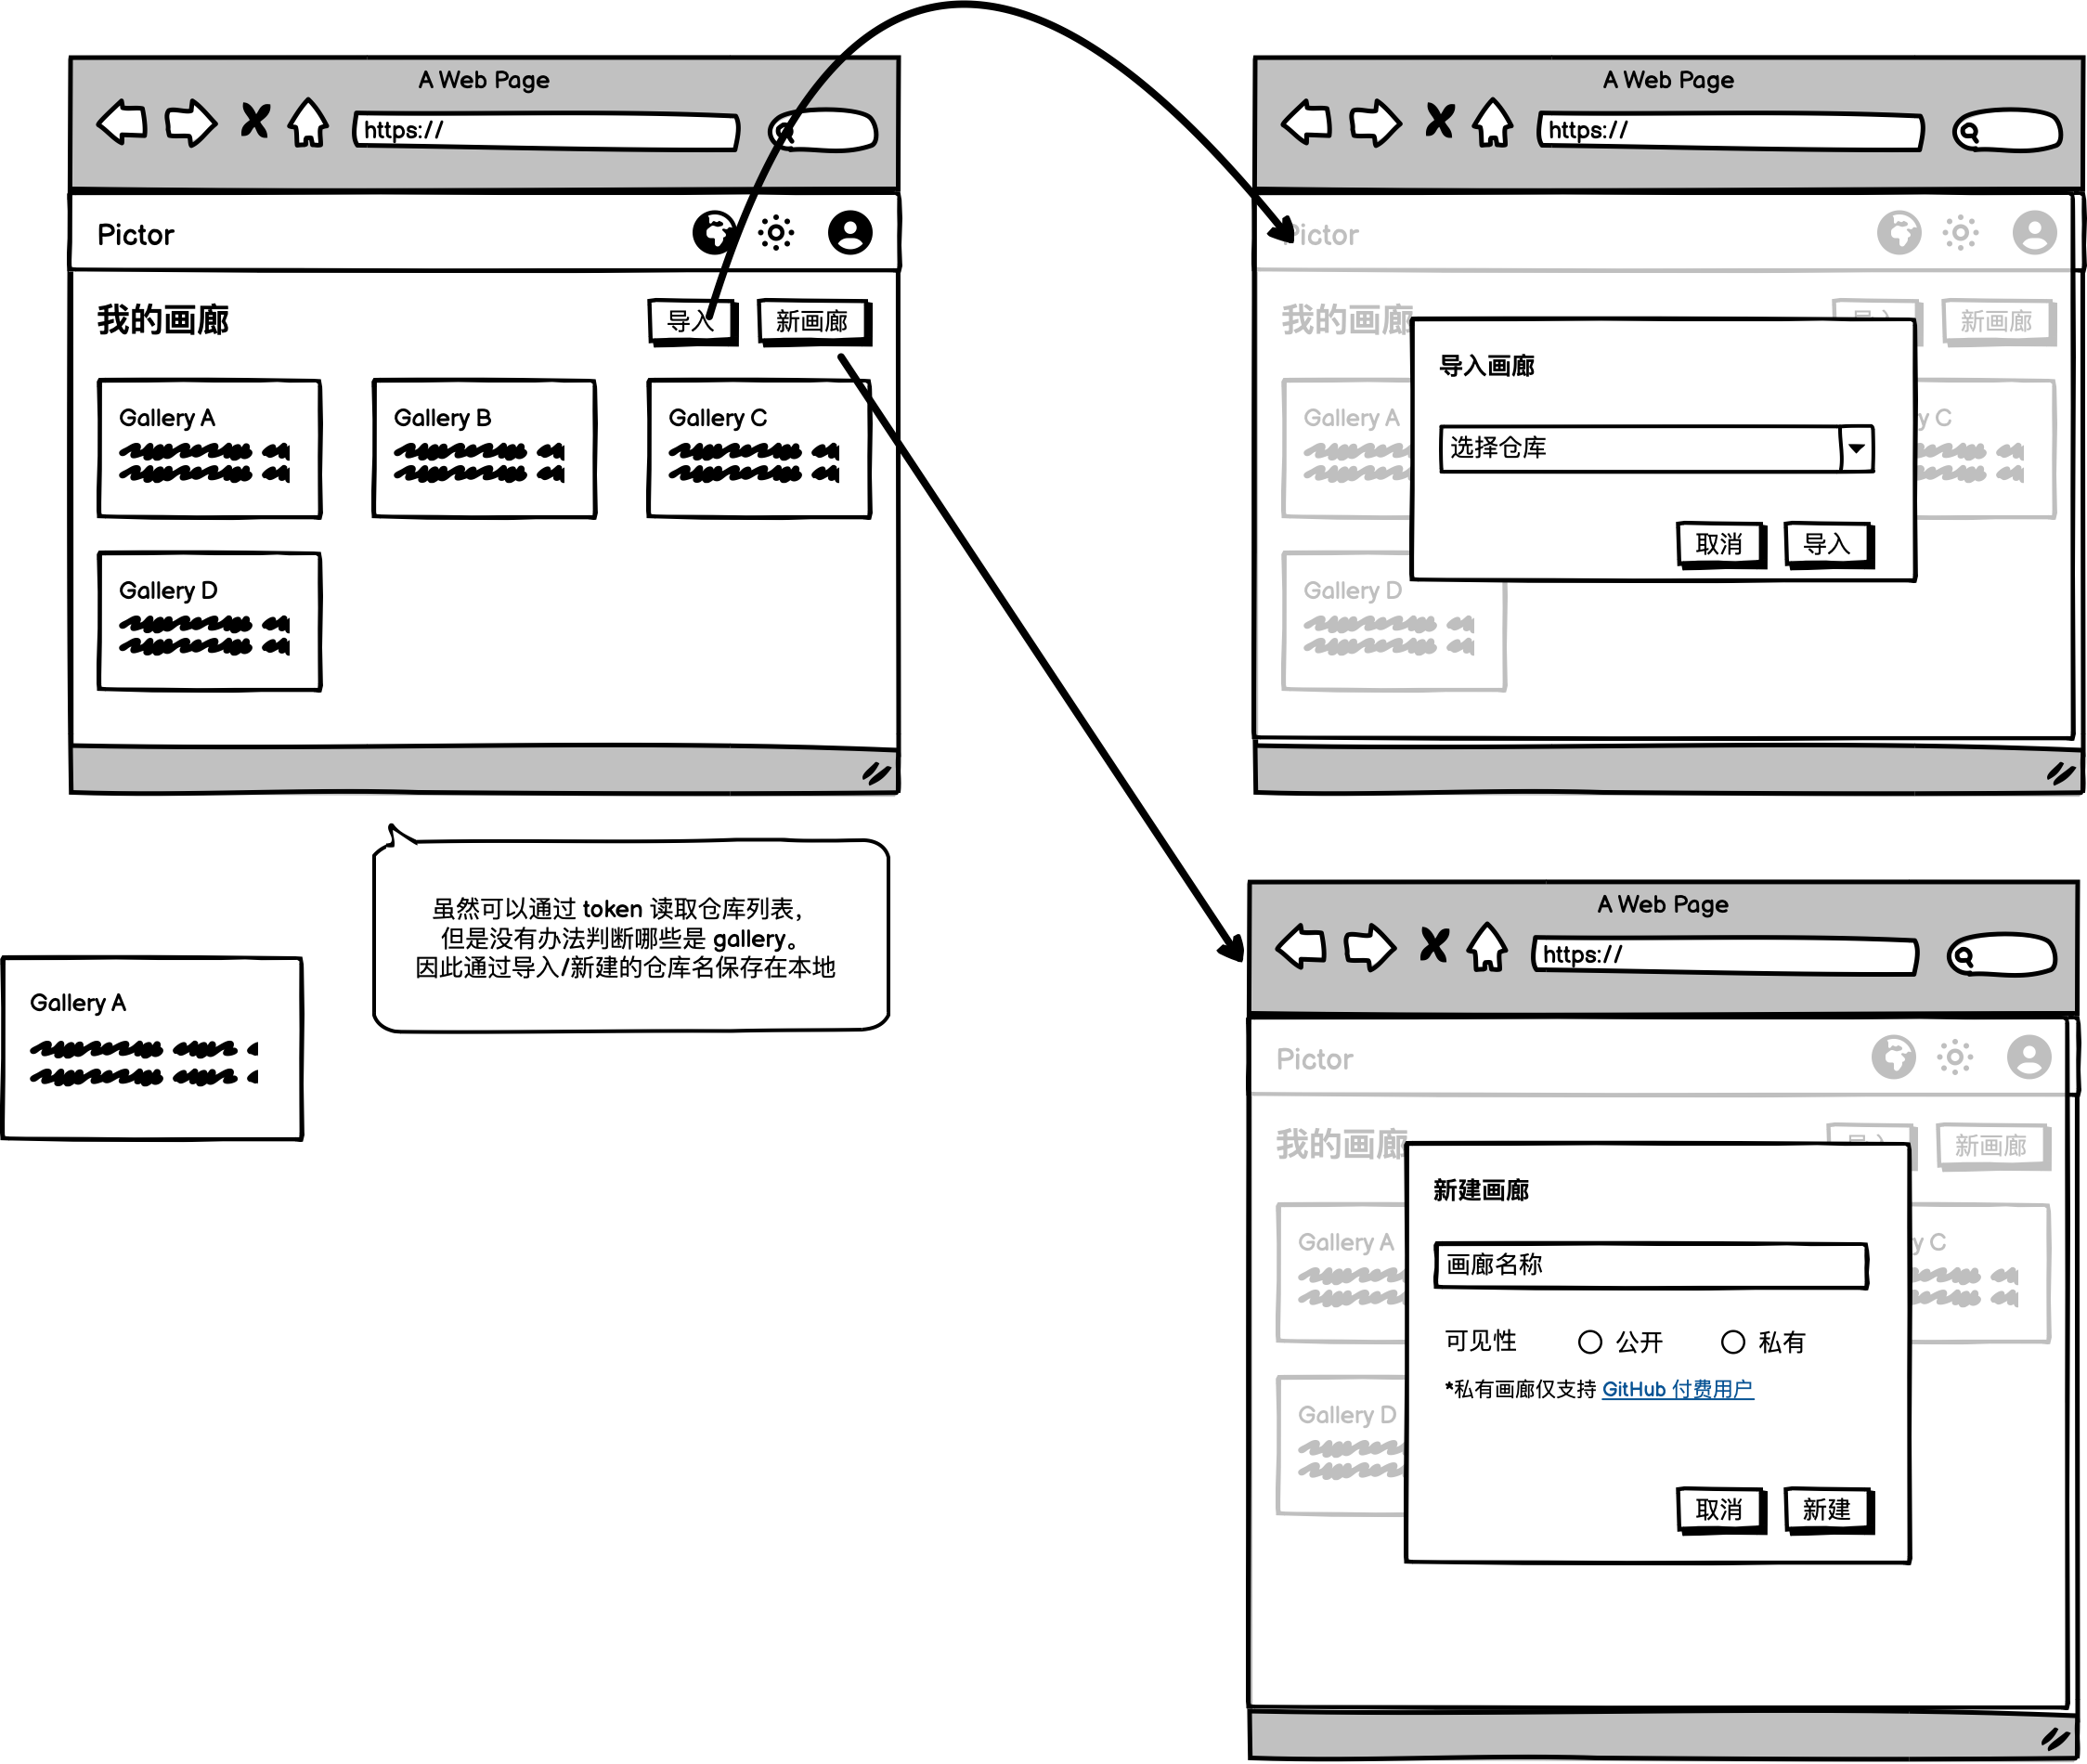 A Web Page
https://
Pictor
我的画廊
导入
新画廊
Gallery A
Gallery B
Gallery C
Gallery D
虽然可以通过 token 读取仓库列表，
但是没有办法判断哪些是 gallery。
因此通过导入/新建的仓库名保存在本地
Gallery A
A Web Page
https://
Pictor
我的画廊
导入
新画廊
导入画廊
Gallery A
y C
选择仓库
取消
导入
Gallery D
A Web Page
https://
Pictor
我的画廊
导入
新画廊
新建画廊
Gallery A
y C
画廊名称
可见性
公开
私有
*私有画廊仅支持 GitHub 付费用户
Gallery D
取消
新建